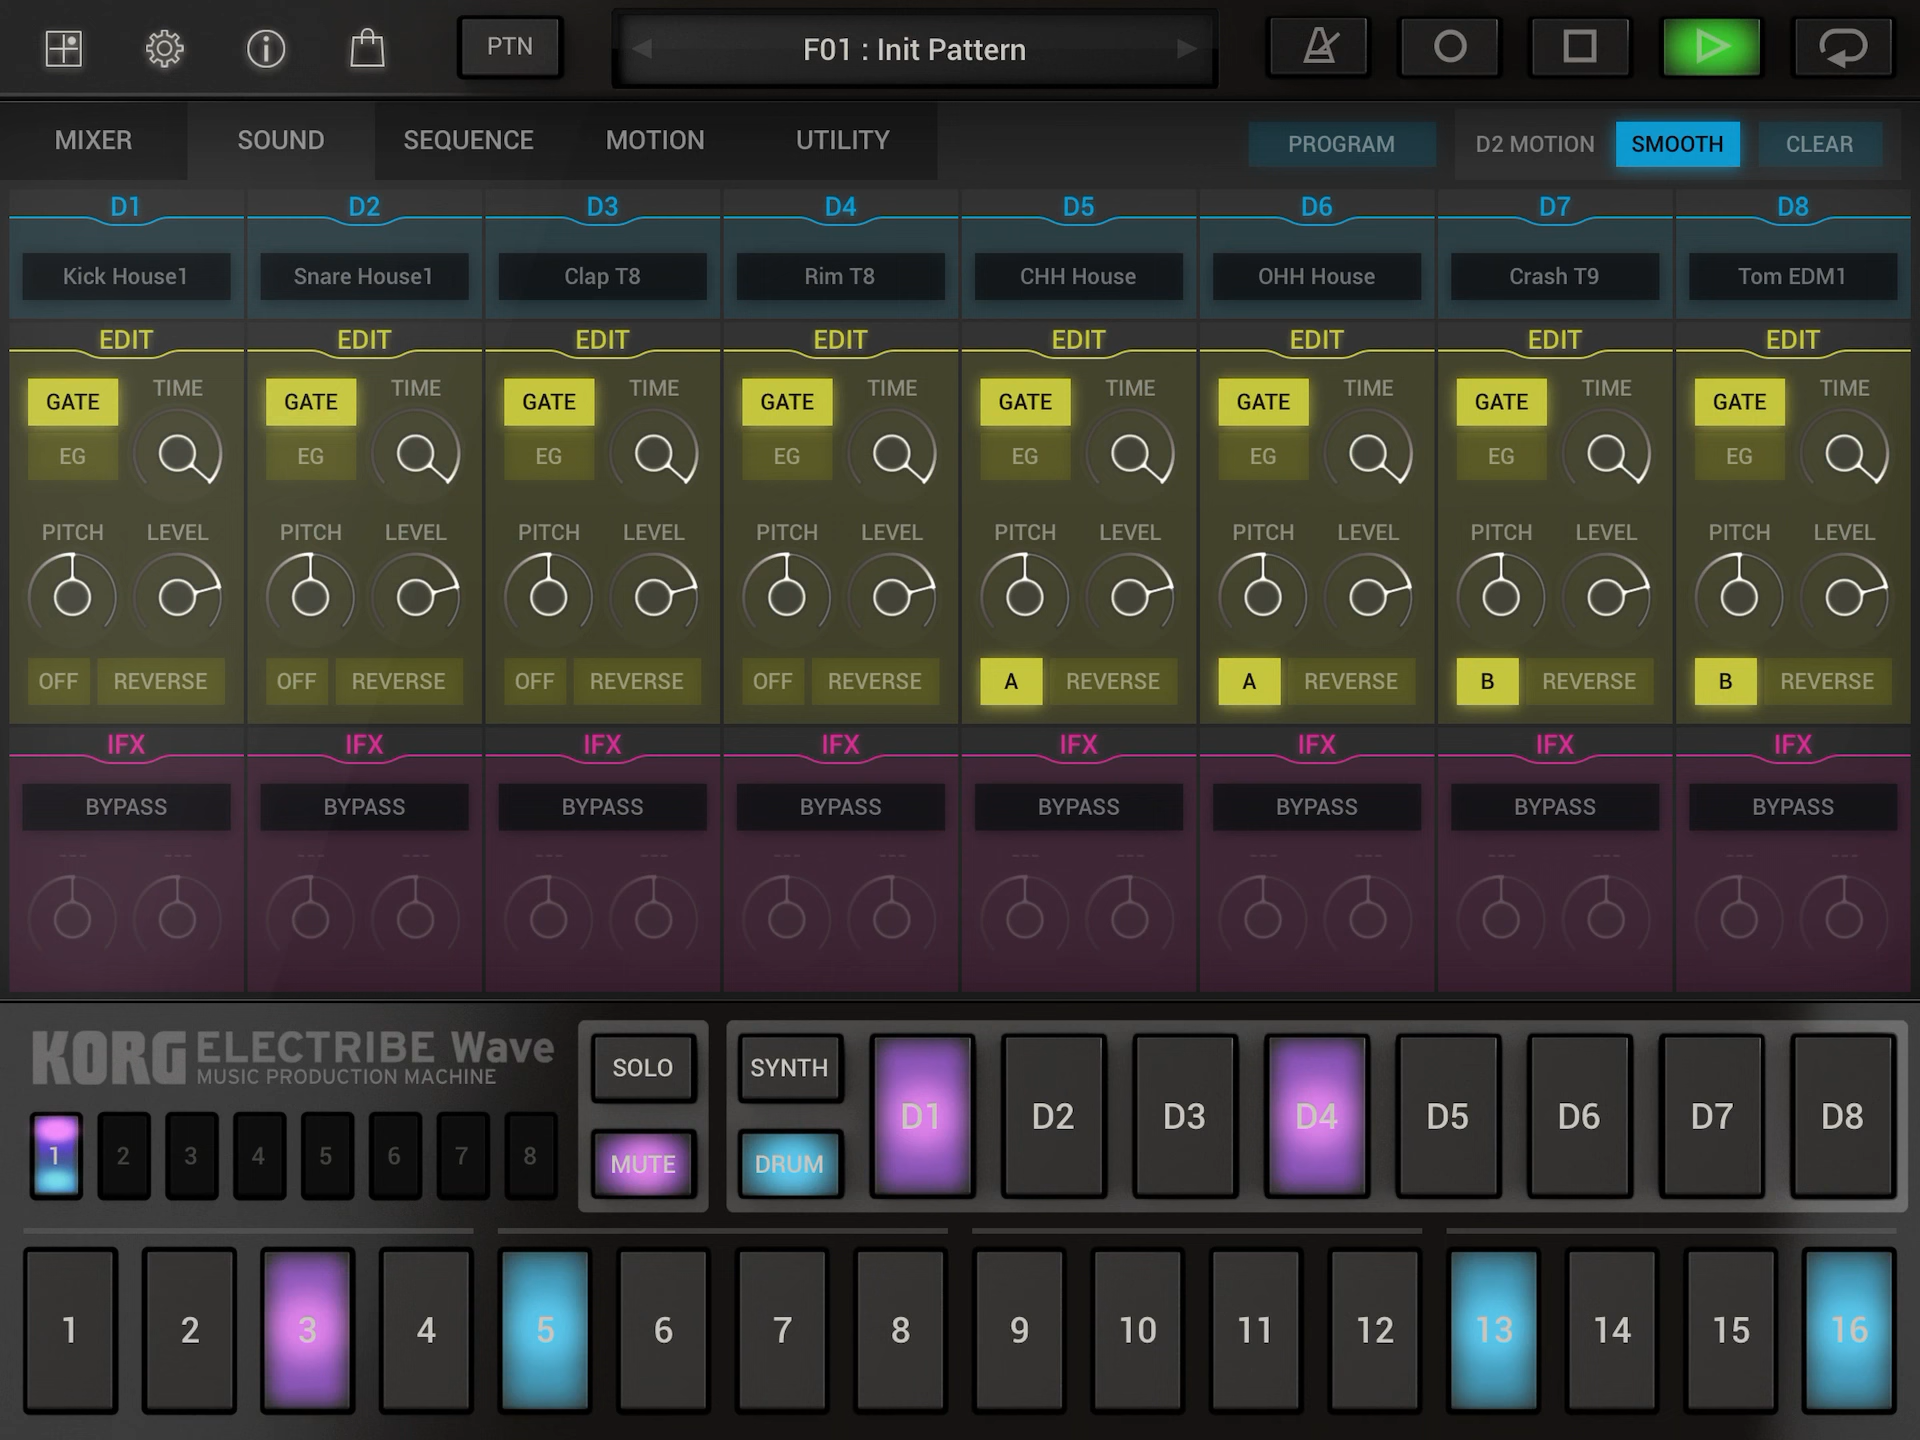 PTN F01 : Init Pattern
MIXER SOUND SEQUENCE MOTION UTILITY PROGRAM D2 MOTION SMOOTH CLEAR
D1 D2 D3 D4 D5 D6 D7 D8
Kick House1 Snare House1 Clap T8 Rim T8 CHH House OHH House Crash T9 Tom EDM1
EDIT EDIT EDIT EDIT EDIT EDIT EDIT EDIT
GATE TIME GATE TIME GATE TIME GATE TIME GATE TIME GATE TIME GATE TIME GATE TIME
EG EG EG EG EG EG EG EG
PITCH LEVEL PITCH LEVEL PITCH LEVEL PITCH LEVEL PITCH LEVEL PITCH LEVEL PITCH LEVEL PITCH LEVEL
OFF REVERSE OFF REVERSE OFF REVERSE OFF REVERSE A REVERSE A REVERSE B REVERSE B REVERSE
IFX IFX IFX IFX IFX IFX IFX IFX
BYPASS BYPASS BYPASS BYPASS BYPASS BYPASS BYPASS BYPASS
--- --- --- --- --- --- --- --- --- --- --- --- --- --- --- ---
KORG ELECTRIBE Wave
MUSIC PRODUCTION MACHINE
SOLO SYNTH
D1 D2 D3 D4 D5 D6 D7 D8
1 2 3 4 5 6 7 8
MUTE DRUM
1 2 3 4 5 6 7 8 9 10 11 12 13 14 15 16